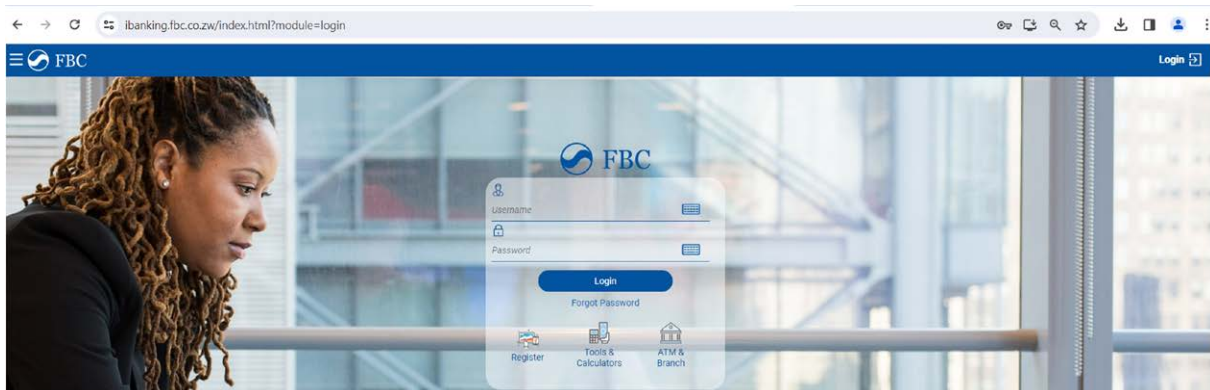 ibanking.fbc.co.zw/index.html?module=login
FBC
Login
FBC
Username
Password
Login
Forgot Password
Register
Tools &
Calculators
ATM &
Branch